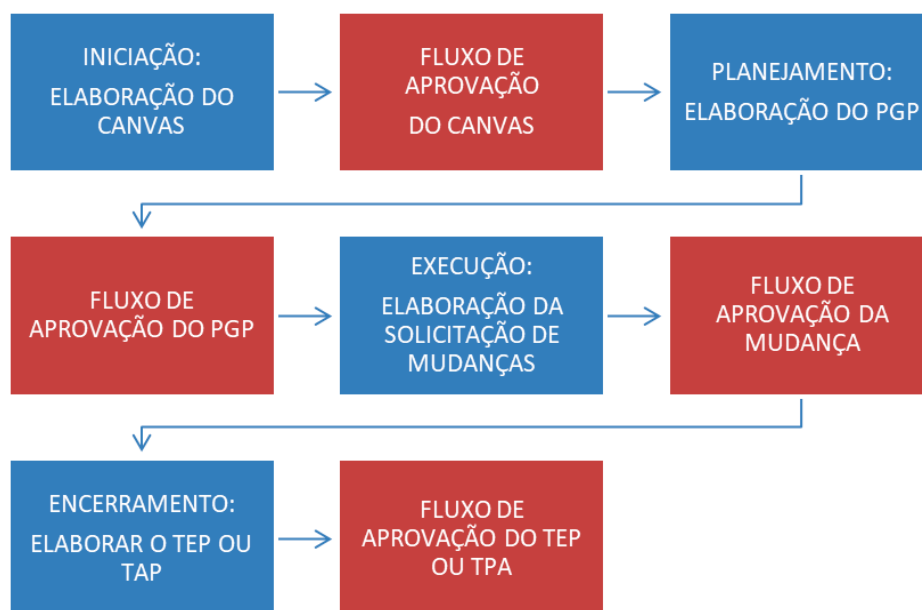 INICIAÇÃO:
ELABORAÇÃO DO
CANVAS
FLUXO DE
APROVAÇÃO
DO CANVAS
PLANEJAMENTO:
ELABORAÇÃO DO PGP
FLUXO DE
APROVAÇÃO DO PGP
EXECUÇÃO:
ELABORAÇÃO DA
SOLICITAÇÃO DE
MUDANÇAS
FLUXO DE
APROVAÇÃO DA
MUDANÇA
ENCERRAMENTO:
ELABORAR O TEP OU
TAP
FLUXO DE
APROVAÇÃO DO TEP
OU TPA